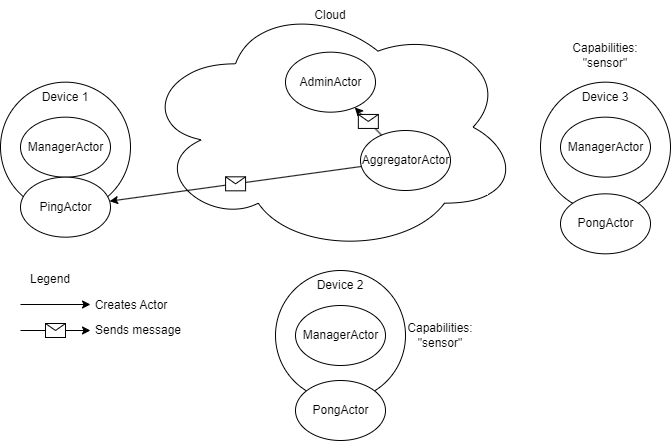 Cloud
AdminActor
AggregatorActor
Device 1
ManagerActor
PingActor
Capabilities:
"sensor"
Device 3
ManagerActor
PongActor
Legend
Creates Actor
Sends message
Device 2
ManagerActor
Capabilities:
"sensor"
PongActor